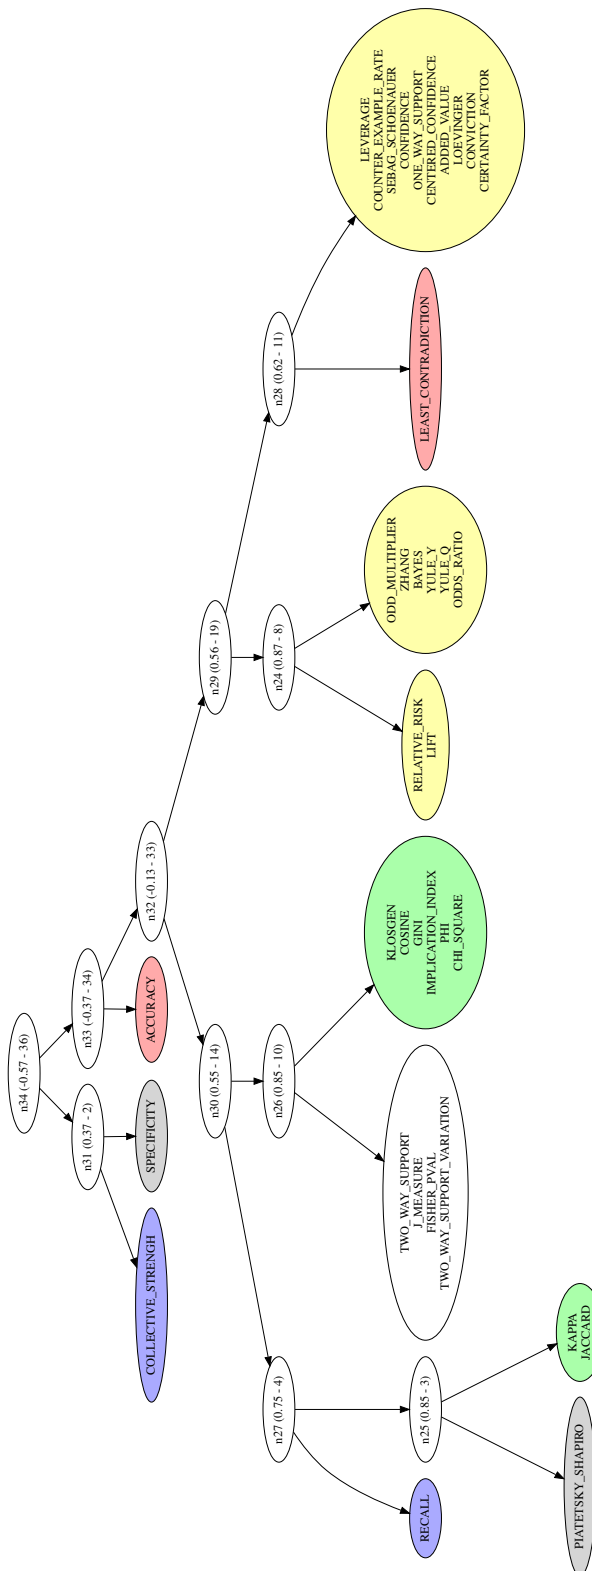 n34 (-0.57 - 36)
n31 (0.37 - 2)
n33 (-0.37 - 34)
COLLECTIVE_STRENGH
SPECIFICITY
ACCURACY
n32 (-0.13 - 33)
n30 (0.55 - 14)
n29 (0.56 - 19)
n27 (0.75 - 4)
n26 (0.85 - 10)
n24 (0.87 - 8)
n28 (0.62 - 11)
RECALL
n25 (0.85 - 3)
TWO_WAY_SUPPORT
J_MEASURE
FISHER_PVAL
TWO_WAY_SUPPORT_VARIATION
KLOSGEN
COSINE
GINI
IMPLICATION_INDEX
PHI
CHI_SQUARE
RELATIVE_RISK
LIFT
ODD_MULTIPLIER
ZHANG
BAYES
YULE_Y
YULE_Q
ODDS_RATIO
LEAST_CONTRADICTION
LEVERAGE
COUNTER_EXAMPLE_RATE
SEBAG_SCHOENAUER
CONFIDENCE
ONE_WAY_SUPPORT
CENTERED_CONFIDENCE
ADDED_VALUE
LOEVINGER
CONVICTION
CERTAINTY_FACTOR
PIATETSKY_SHAPIRO
KAPPA
JACCARD